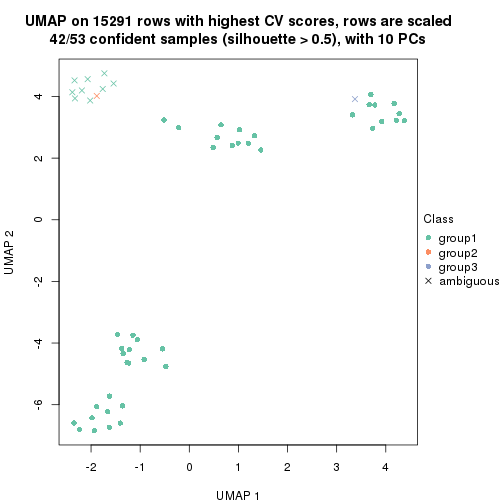 UMAP on 15291 rows with highest CV scores, rows are scaled
42/53 confident samples (silhouette > 0.5), with 10 PCs
4
2
0
-2
-4
-6
UMAP 2
-2
-1
0
1
2
3
4
UMAP 1
Class
group1
group2
group3
ambiguous